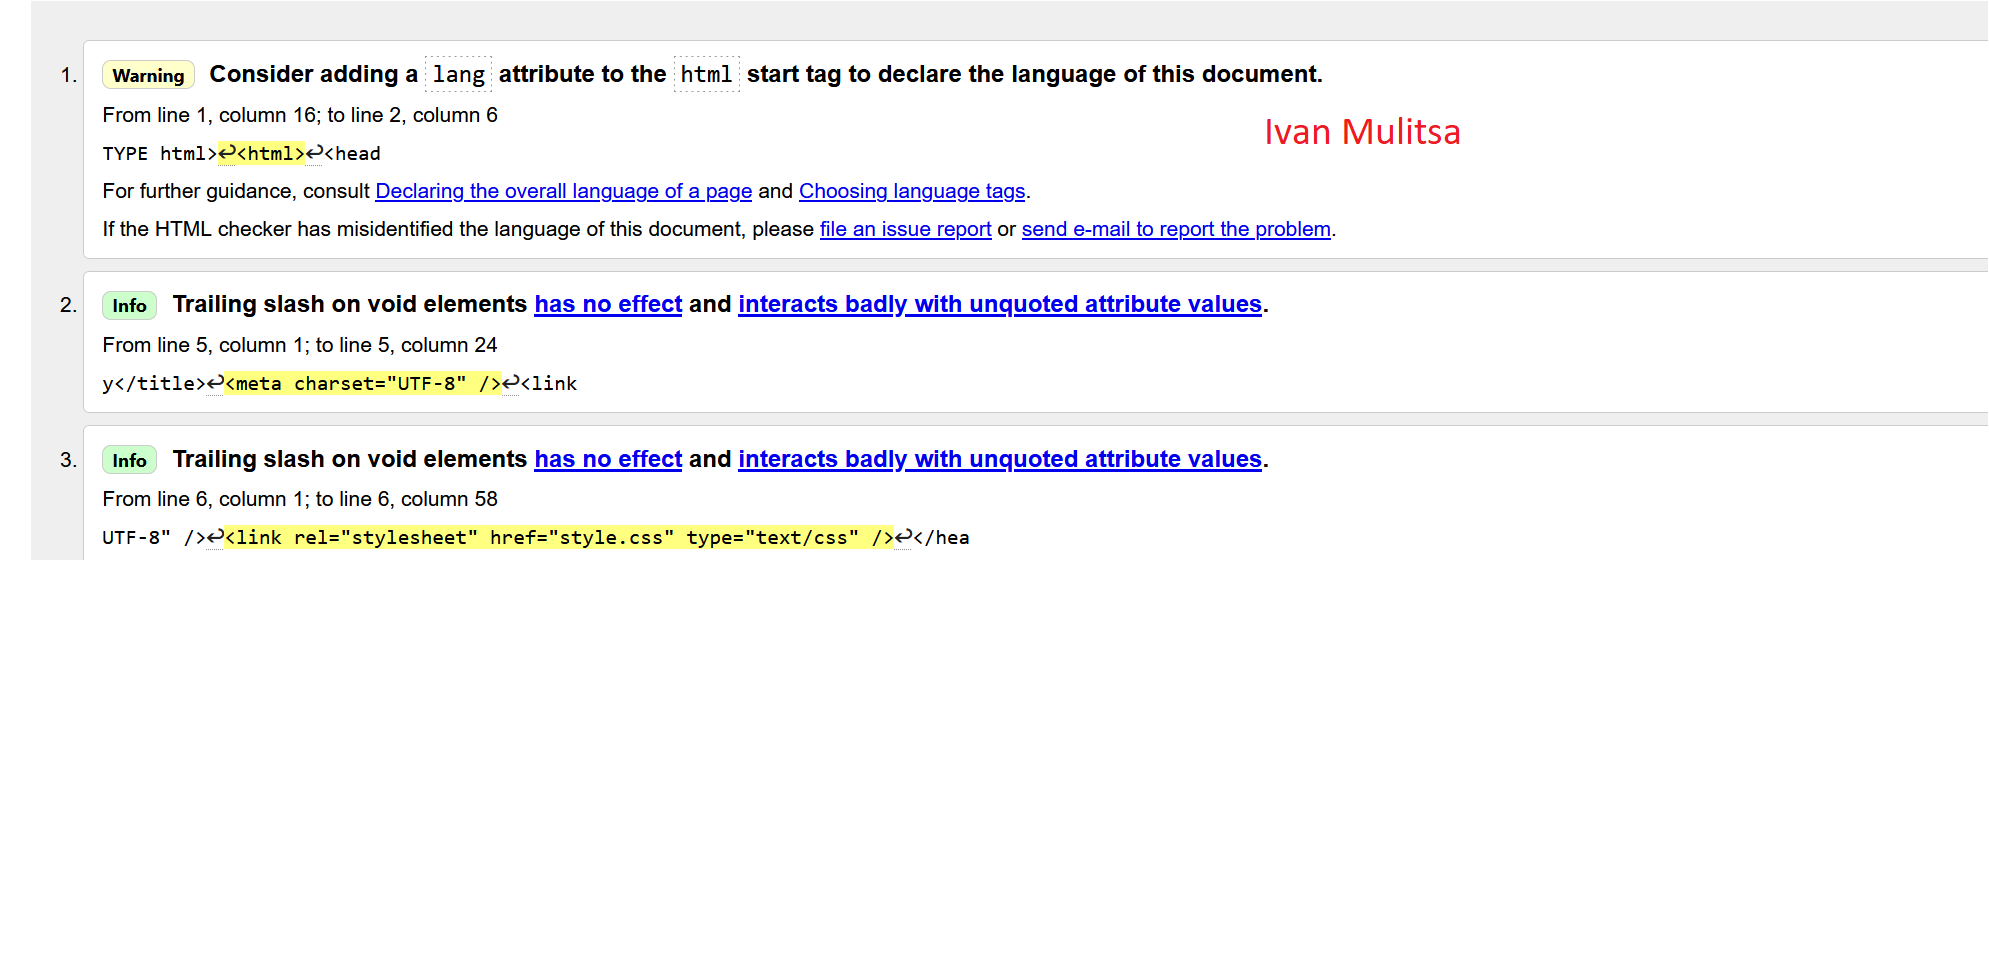 1. Warning Consider adding a lang attribute to the html start tag to declare the language of this document.
From line 1, column 16; to line 2, column 6
Ivan Mulitsa
TYPE html>↩<html>↩<head
For further guidance, consult Declaring the overall language of a page and Choosing language tags.
If the HTML checker has misidentified the language of this document, please file an issue report or send e-mail to report the problem.
2. Info Trailing slash on void elements has no effect and interacts badly with unquoted attribute values.
From line 5, column 1; to line 5, column 24
y</title>↩<meta charset="UTF-8" />↩<link
3. Info Trailing slash on void elements has no effect and interacts badly with unquoted attribute values.
From line 6, column 1; to line 6, column 58
UTF-8" />↩<link rel="stylesheet" href="style.css" type="text/css" />↩</hea